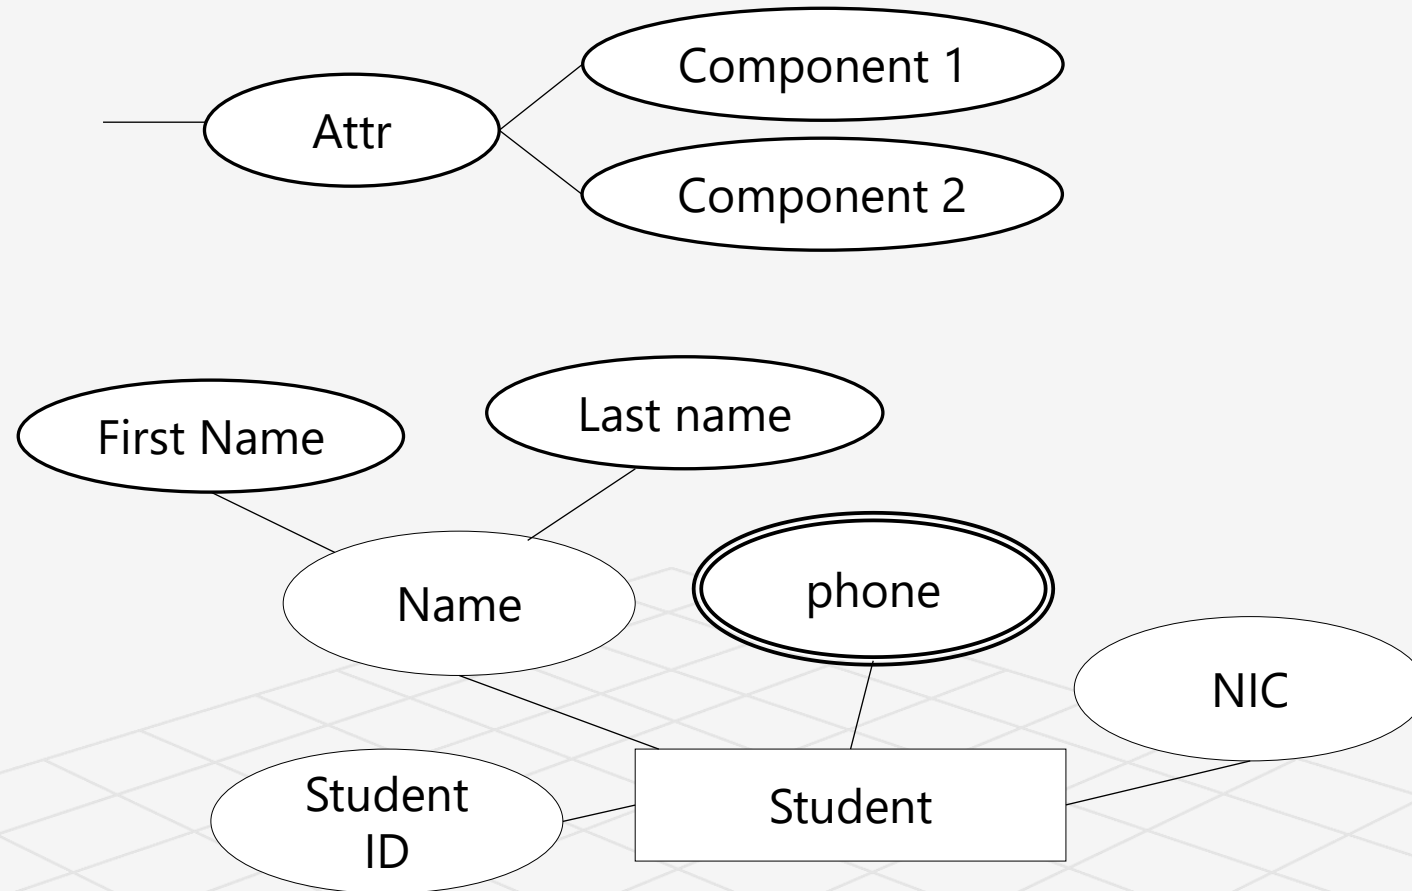 Component 1
Attr
Component 2
Last name
First Name
phone
Name
NIC
Student
ID
Student